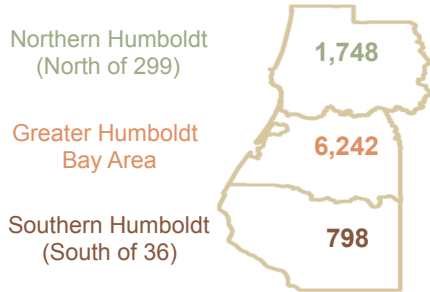 Northern Humboldt
(North of 299)
1,748
Greater Humboldt
Bay Area
6,242
Southern Humboldt
(South of 36)
798